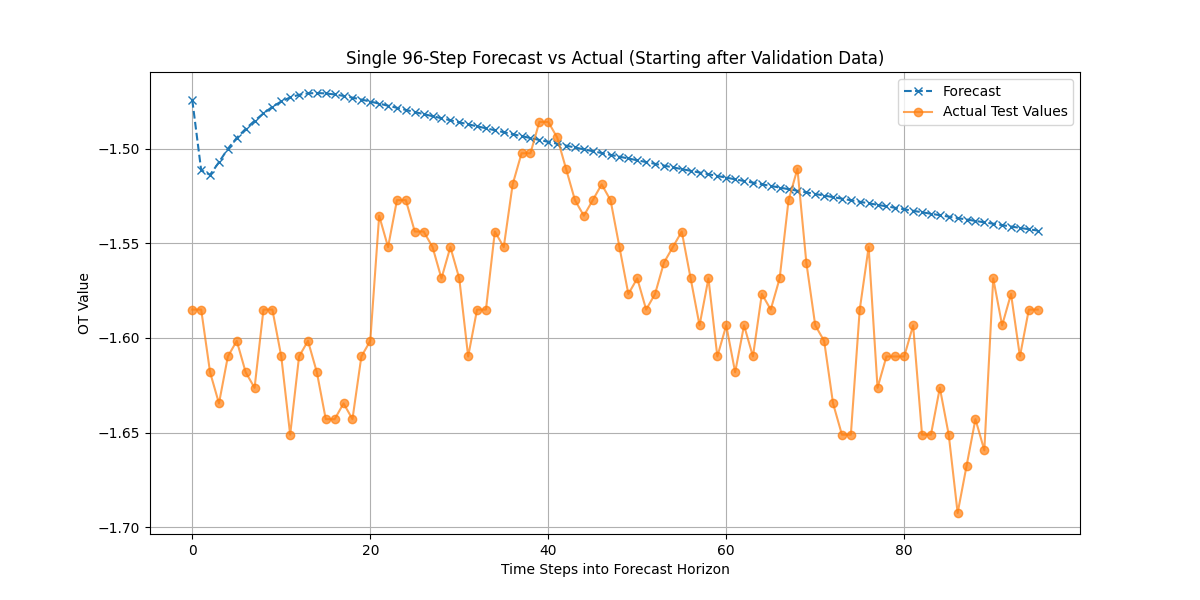 Single 96-Step Forecast vs Actual (Starting after Validation Data)
Forecast
Actual Test Values
OT Value
−1.50
−1.55
−1.60
−1.65
−1.70
0 20 40 60 80
Time Steps into Forecast Horizon